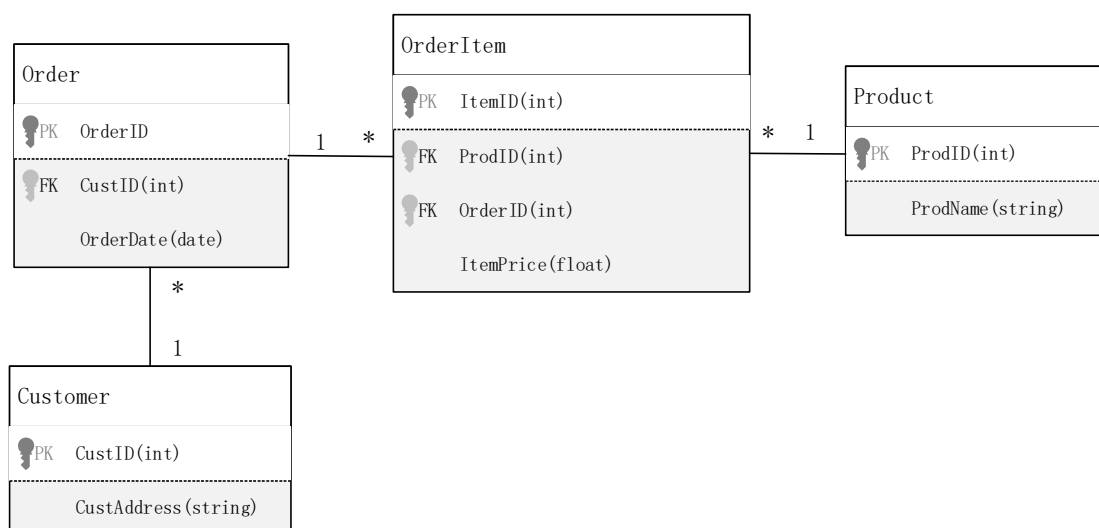 Order
PK OrderID
FK CustID(int)
OrderDate(date)
1 *
OrderItem
PK ItemID(int)
FK ProdID(int)
FK OrderID(int)
ItemPrice(float)
* 1
Product
PK ProdID(int)
ProdName(string)
*
1
Customer
PK CustID(int)
CustAddress(string)